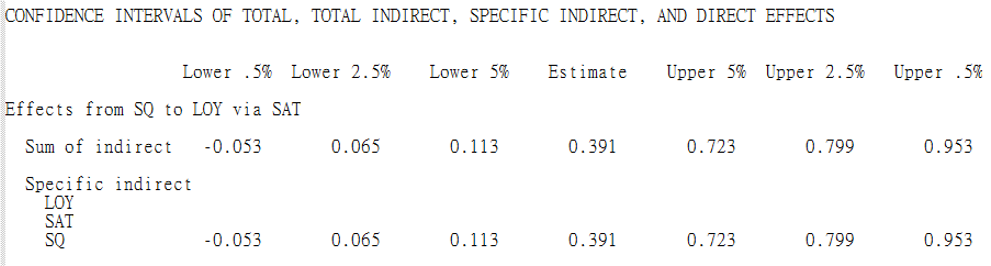 CONFIDENCE INTERVALS OF TOTAL, TOTAL INDIRECT, SPECIFIC INDIRECT, AND DIRECT EFFECTS
Lower .5% Lower 2.5% Lower 5% Estimate Upper 5% Upper 2.5% Upper .5%
Effects from SQ to LOY via SAT
Sum of indirect -0.053 0.065 0.113 0.391 0.723 0.799 0.953
Specific indirect
LOY
SAT
SQ -0.053 0.065 0.113 0.391 0.723 0.799 0.953